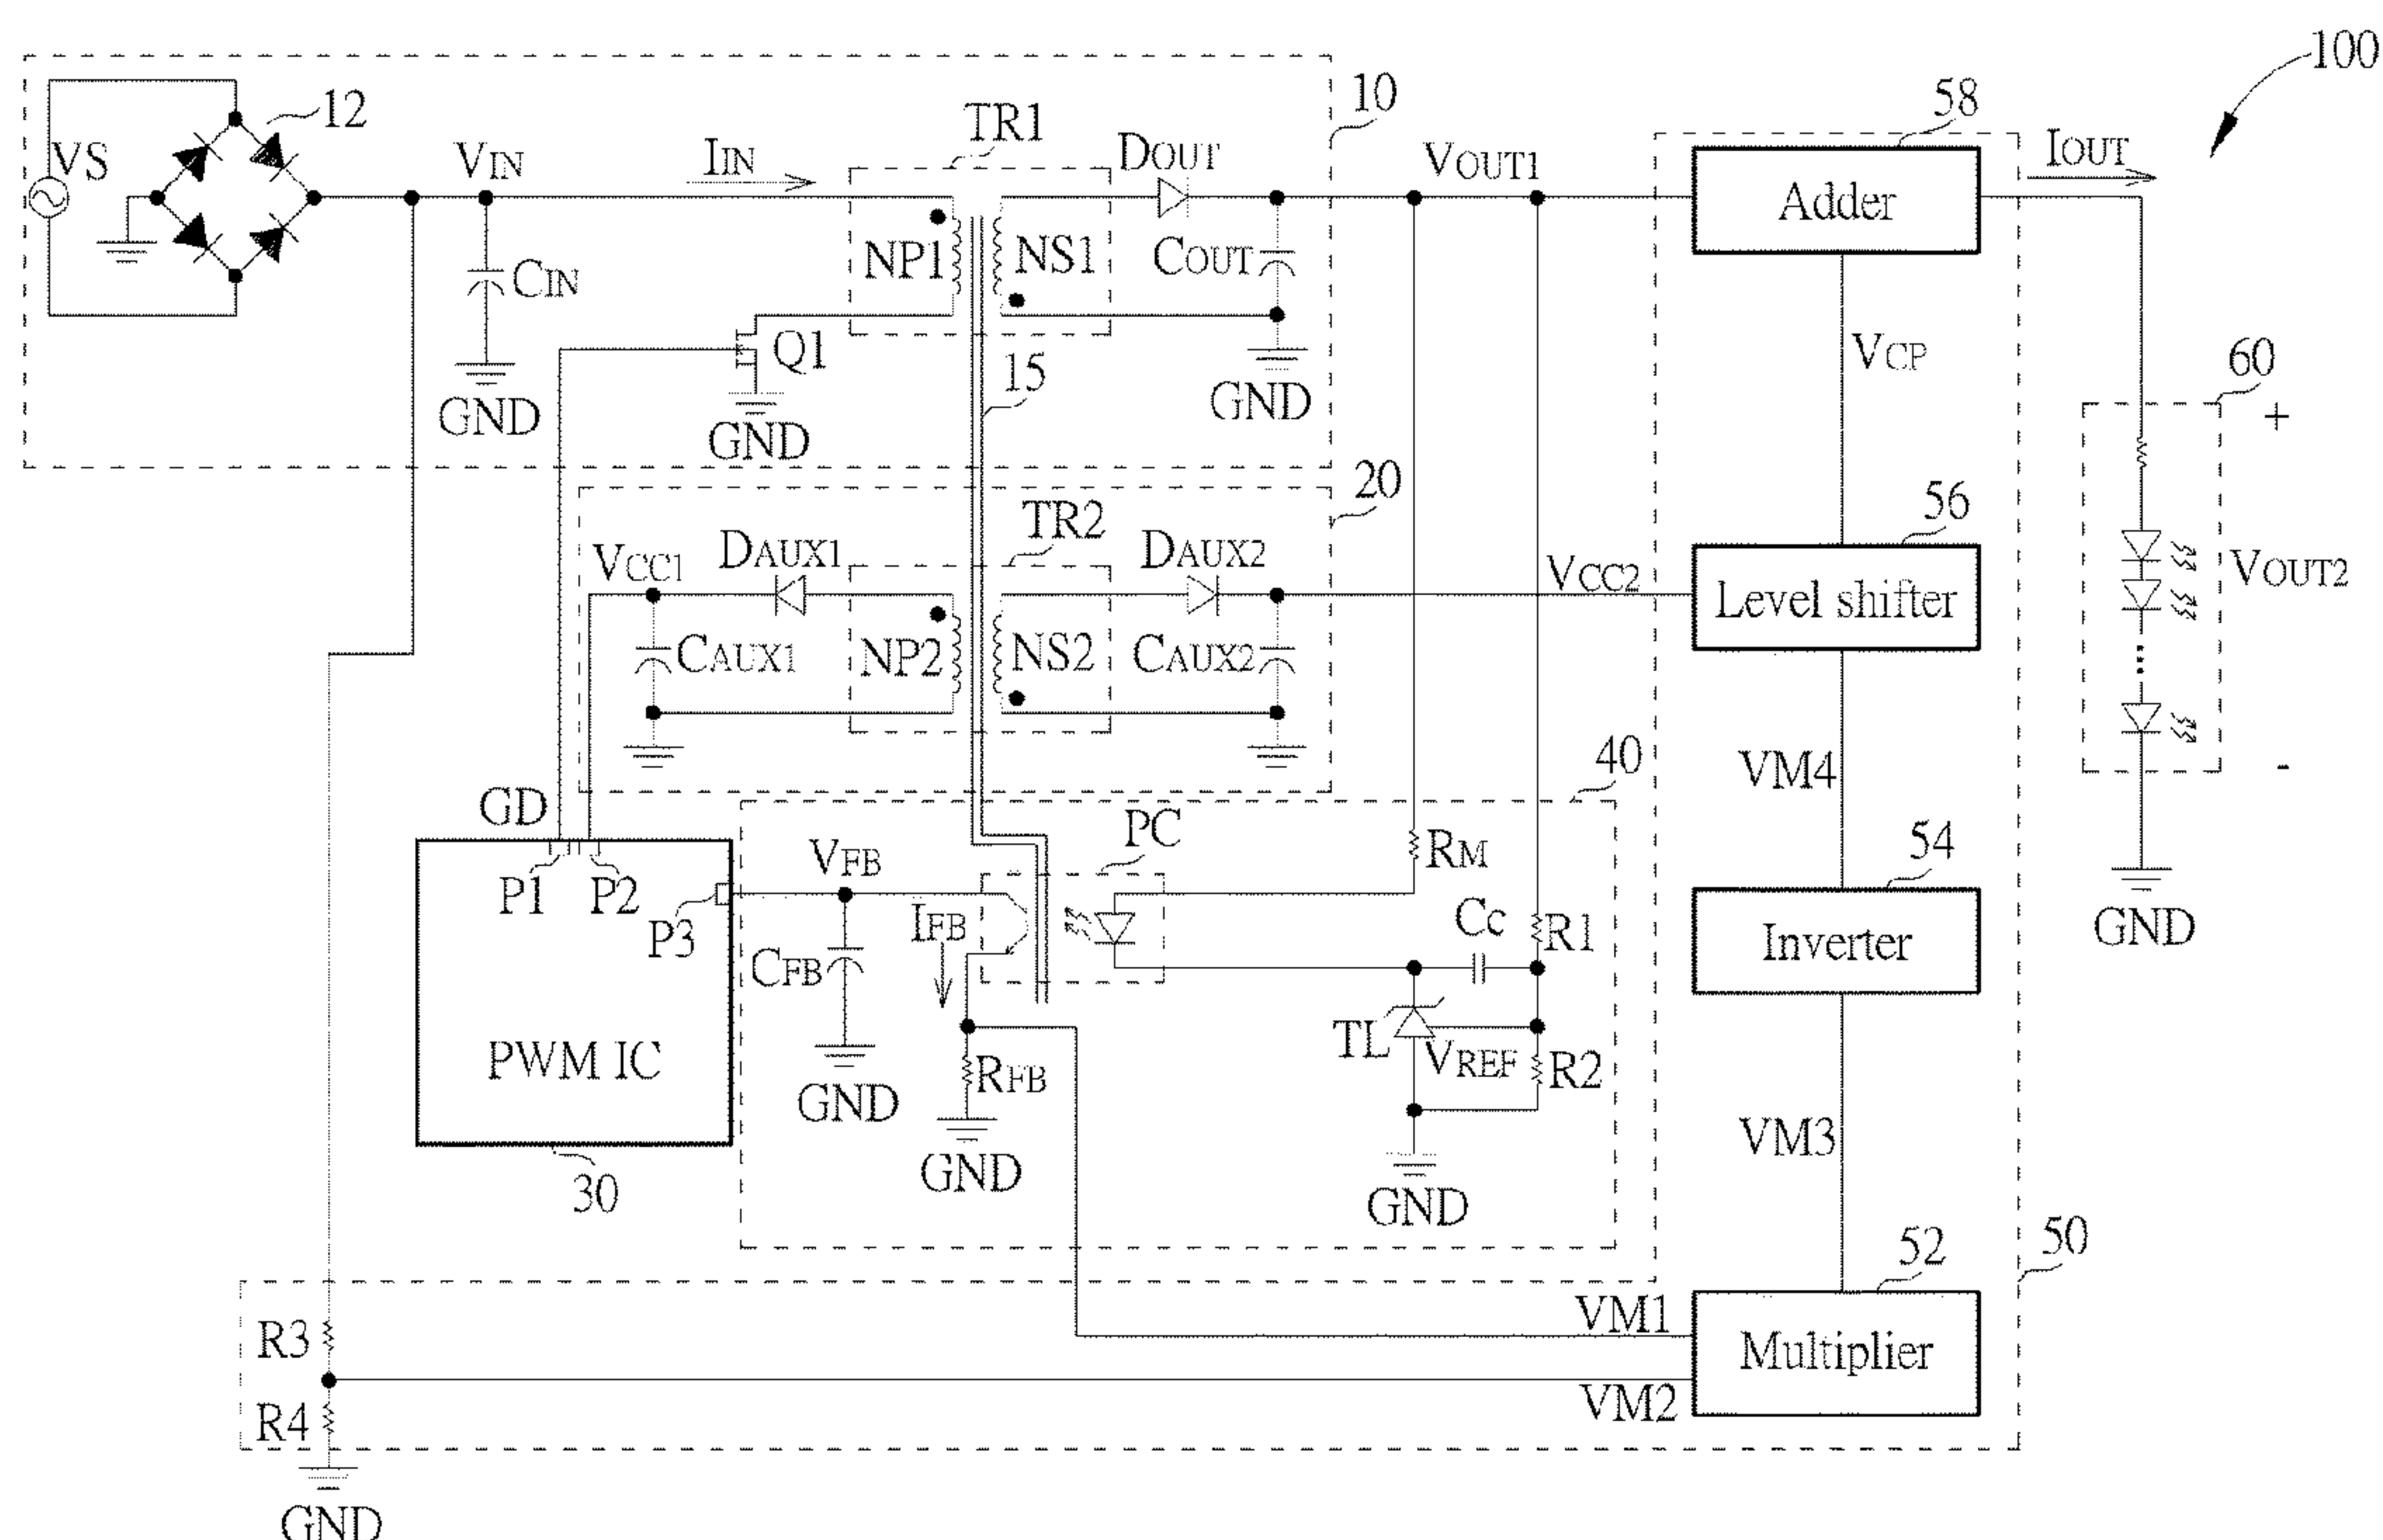 100
58
10
12
TR1
IOUT
DOUT
VS
VIN
IIN
VOUT1
Adder
NP1
NS1
COUT
CIN
Q1
VCP
60
15
GND
GND
GND
+
20
56
TR2
VCC1
DAUX1
DAUX2
VCC2
VOUT2
Level shifter
CAUX1
NP2
NS2
CAUX2
...
40
VM4
-
GD
PC
54
VFB
RM
P1
P2
P3
IFB
CC
R1
GND
Inverter
CFB
TL
VREF
PWM IC
R2
RFB
GND
VM3
GND
30
GND
52
50
VM1
R3
Multiplier
VM2
R4
GND